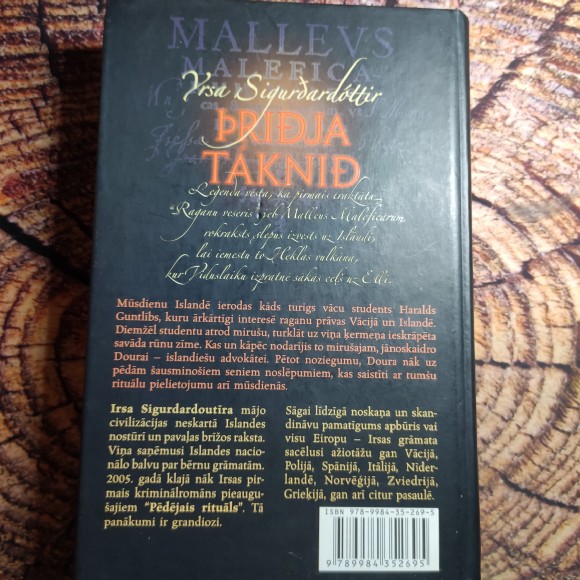 MALLEVS
MALEFICA
Yrsa Sigurðardóttir
ÞRIÐJA
TÁKNIÐ
Leģenda vēsta, ka pirmais traktāta
"Raganu veseris jeb Malleus Maleficarum
rokraksts slepus izvests uz Islandi,
lai iemestu to Heklas vulkānā,
kur Viduslaiku izpratnē sākas ceļš uz Elli.
Mūsdienu Islandē ierodas kāds turīgs vācu students Haralds
Guntlībs, kuru ārkārtīgi interesē raganu prāvas Vācijā un Islandē.
Diemžēl studentu atrod mirušu, turklāt uz viņa ķermeņa ieskrāpēta
savāda rūnu zīme. Kas un kāpēc nodarījis to mirušajam, jānoskaidro
Dourai – islandiešu advokātei. Pētot noziegumu, Doura nāk uz
pēdām šausminošiem seniem noslēpumiem, kas saistīti ar tumšu
rituālu pielietojumu arī mūsdienās.
Irsa Sigurdardoutīra mājo
civilizācijas neskartā Islandes
nostūrī un pavaļas brīžos raksta.
Viņa saņēmusi Islandes nacio-
nālo balvu par bērnu grāmatām.
2005. gadā klajā nāk Irsas pir-
mais kriminālromāns pieaugu-
šajiem "Pēdējais rituāls". Tā
panākumi ir grandiozi.
Sāgai līdzīgā noskaņa un skan-
dināvu pamatīgums apbūris vai
visu Eiropu – Irsas grāmata
sacēlusi ažiotāžu gan Vācijā,
Polijā, Spānijā, Itālijā, Nīder-
landē, Norvēģijā, Zviedrijā,
Grieķijā, gan arī citur pasaulē.
ISBN 978-9984-35-269-5
9 789984 352695